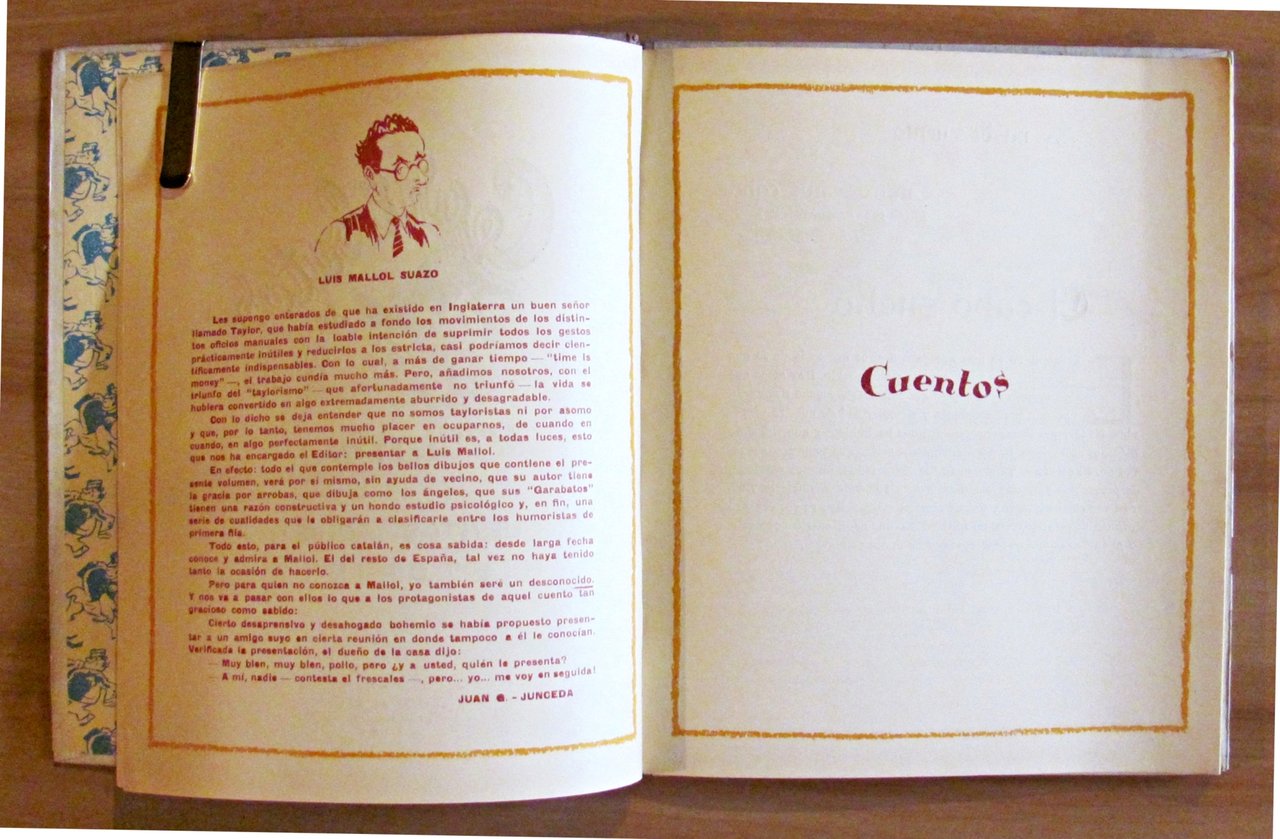 LUIS MALLOL SUAZO
Les supongo enterados de que ha existido en Inglaterra un buen señor
llamado Taylor, que había estudiado a fondo los movimientos de los distin-
tos oficios manuales con la loable intención de suprimir todos los gestos
prácticamente inútiles y reducirlos a los estricta, casi podríamos decir cien-
tíficamente indispensables. Con lo cual, a más de ganar tiempo — "time is
money" —, el trabajo cundía mucho más. Pero, añadimos nosotros, con el
triunfo del "taylorismo" — que afortunadamente no triunfó — la vida se
hubiera convertido en algo extremadamente aburrido y desagradable.
Con lo dicho se deja entender que no somos tayloristas ni por asomo
y que, por lo tanto, tenemos mucho placer en ocuparnos, de cuando en
cuando, en algo perfectamente inútil. Porque inútil es, a todas luces, esto
que nos ha encargado el Editor: presentar a Luis Mallol.
En efecto: todo el que contemple los bellos dibujos que contiene el pre-
sente volumen, verá por sí mismo, sin ayuda de vecino, que su autor tiene
la gracia por arrobas, que dibuja como los ángeles, que sus "Garabatos"
tienen una razón constructiva y un hondo estudio psicológico y, en fin, una
serie de cualidades que le obligarán a clasificarle entre los humoristas de
primera fila.
Todo esto, para el público catalán, es cosa sabida: desde larga fecha
conoce y admira a Mallol. El del resto de España, tal vez no haya tenido
tanto la ocasión de hacerlo.
Pero para quien no conozca a Mallol, yo también seré un desconocido.
Y nos va a pasar con ellos lo que a los protagonistas de aquel cuento tan
gracioso como sabido:
Cierto desaprensivo y desahogado bohemio se había propuesto presen-
tar a un amigo suyo en cierta reunión en donde tampoco a él le conocían.
Verificada la presentación, el dueño de la casa dijo:
— Muy bien, muy bien, pollo, pero ¿y a usted, quién le presenta?
— A mí, nadie — contesta el frescales —, pero... yo... me voy en seguida!
JUAN G. - JUNCEDA
Cuentos